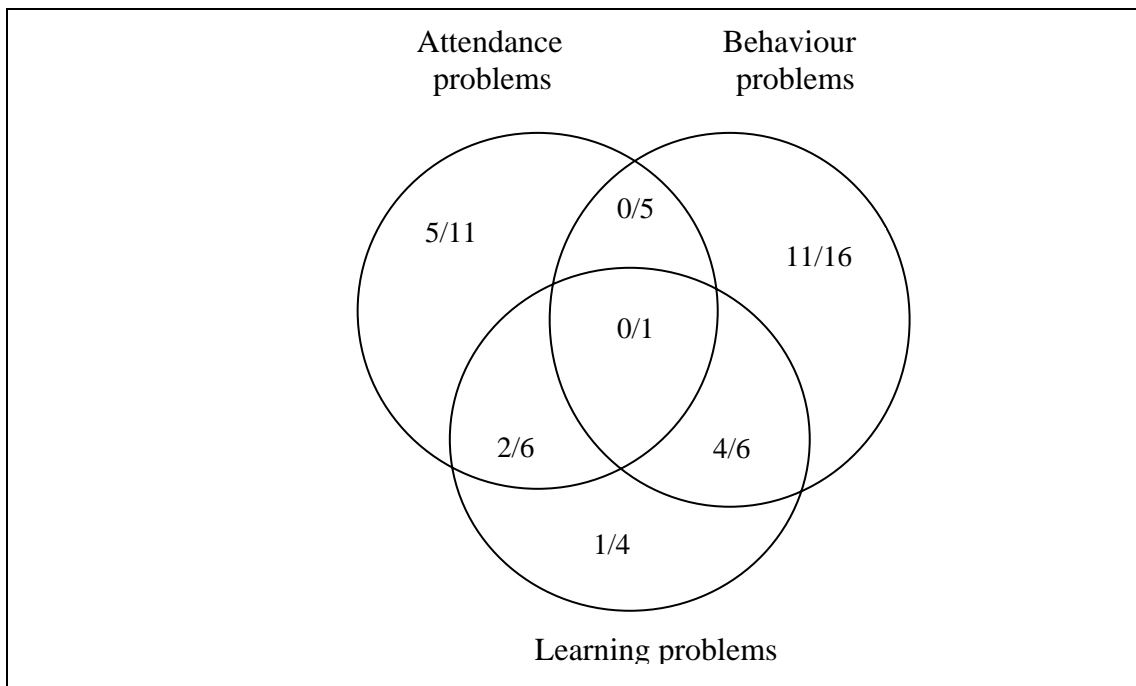 Attendance
problems
Behaviour
problems
0/5
5/11
11/16
0/1
2/6
4/6
1/4
Learning problems